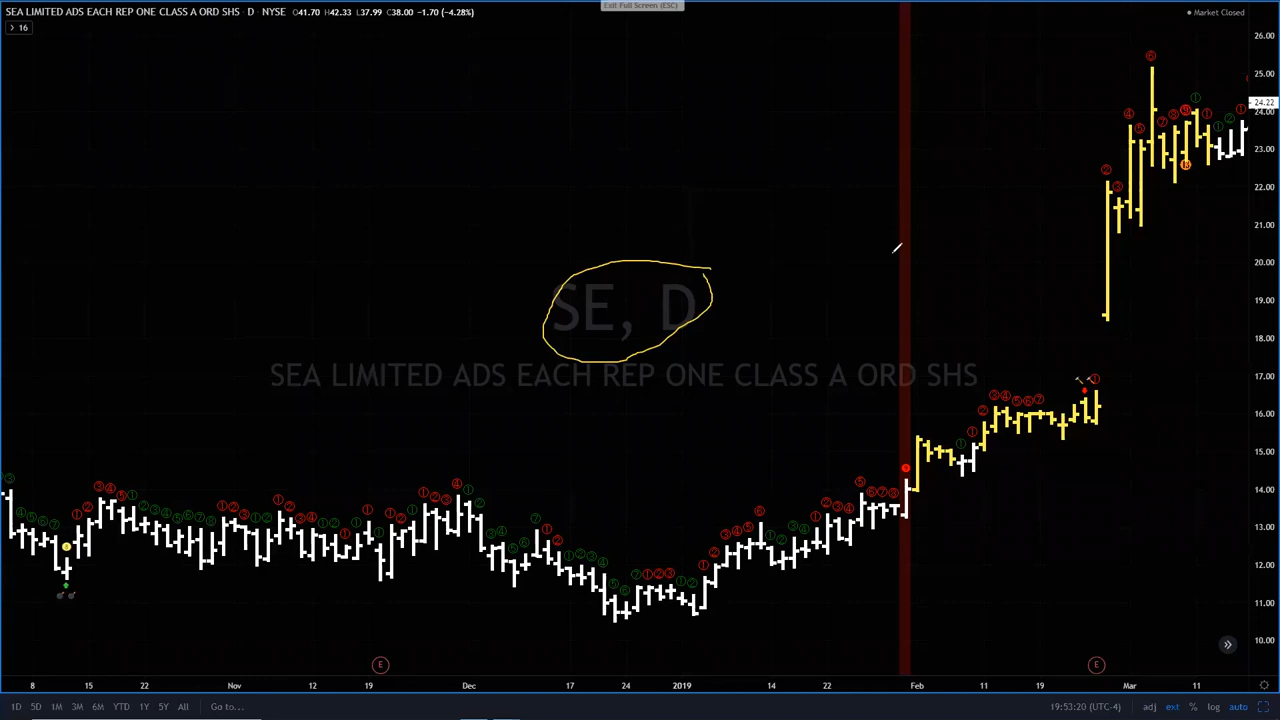 Exit Full Screen (ESC)
SEA LIMITED ADS EACH REP ONE CLASS A ORD SHS · D · NYSE O41.70 H42.33 L37.99 C38.00 −1.70 (−4.28%)
Market Closed
16
26.00
25.00
24.22
24.00
23.00
22.00
21.00
20.00
19.00
18.00
17.00
16.00
15.00
14.00
13.00
12.00
11.00
10.00
SE, D
SEA LIMITED ADS EACH REP ONE CLASS A ORD SHS
E E
8 15 22 Nov 12 19 Dec 17 24 2019 14 22 Feb 11 19 Mar 11
1D 5D 1M 3M 6M YTD 1Y 5Y All Go to... 19:53:20 (UTC-4) adj ext % log auto